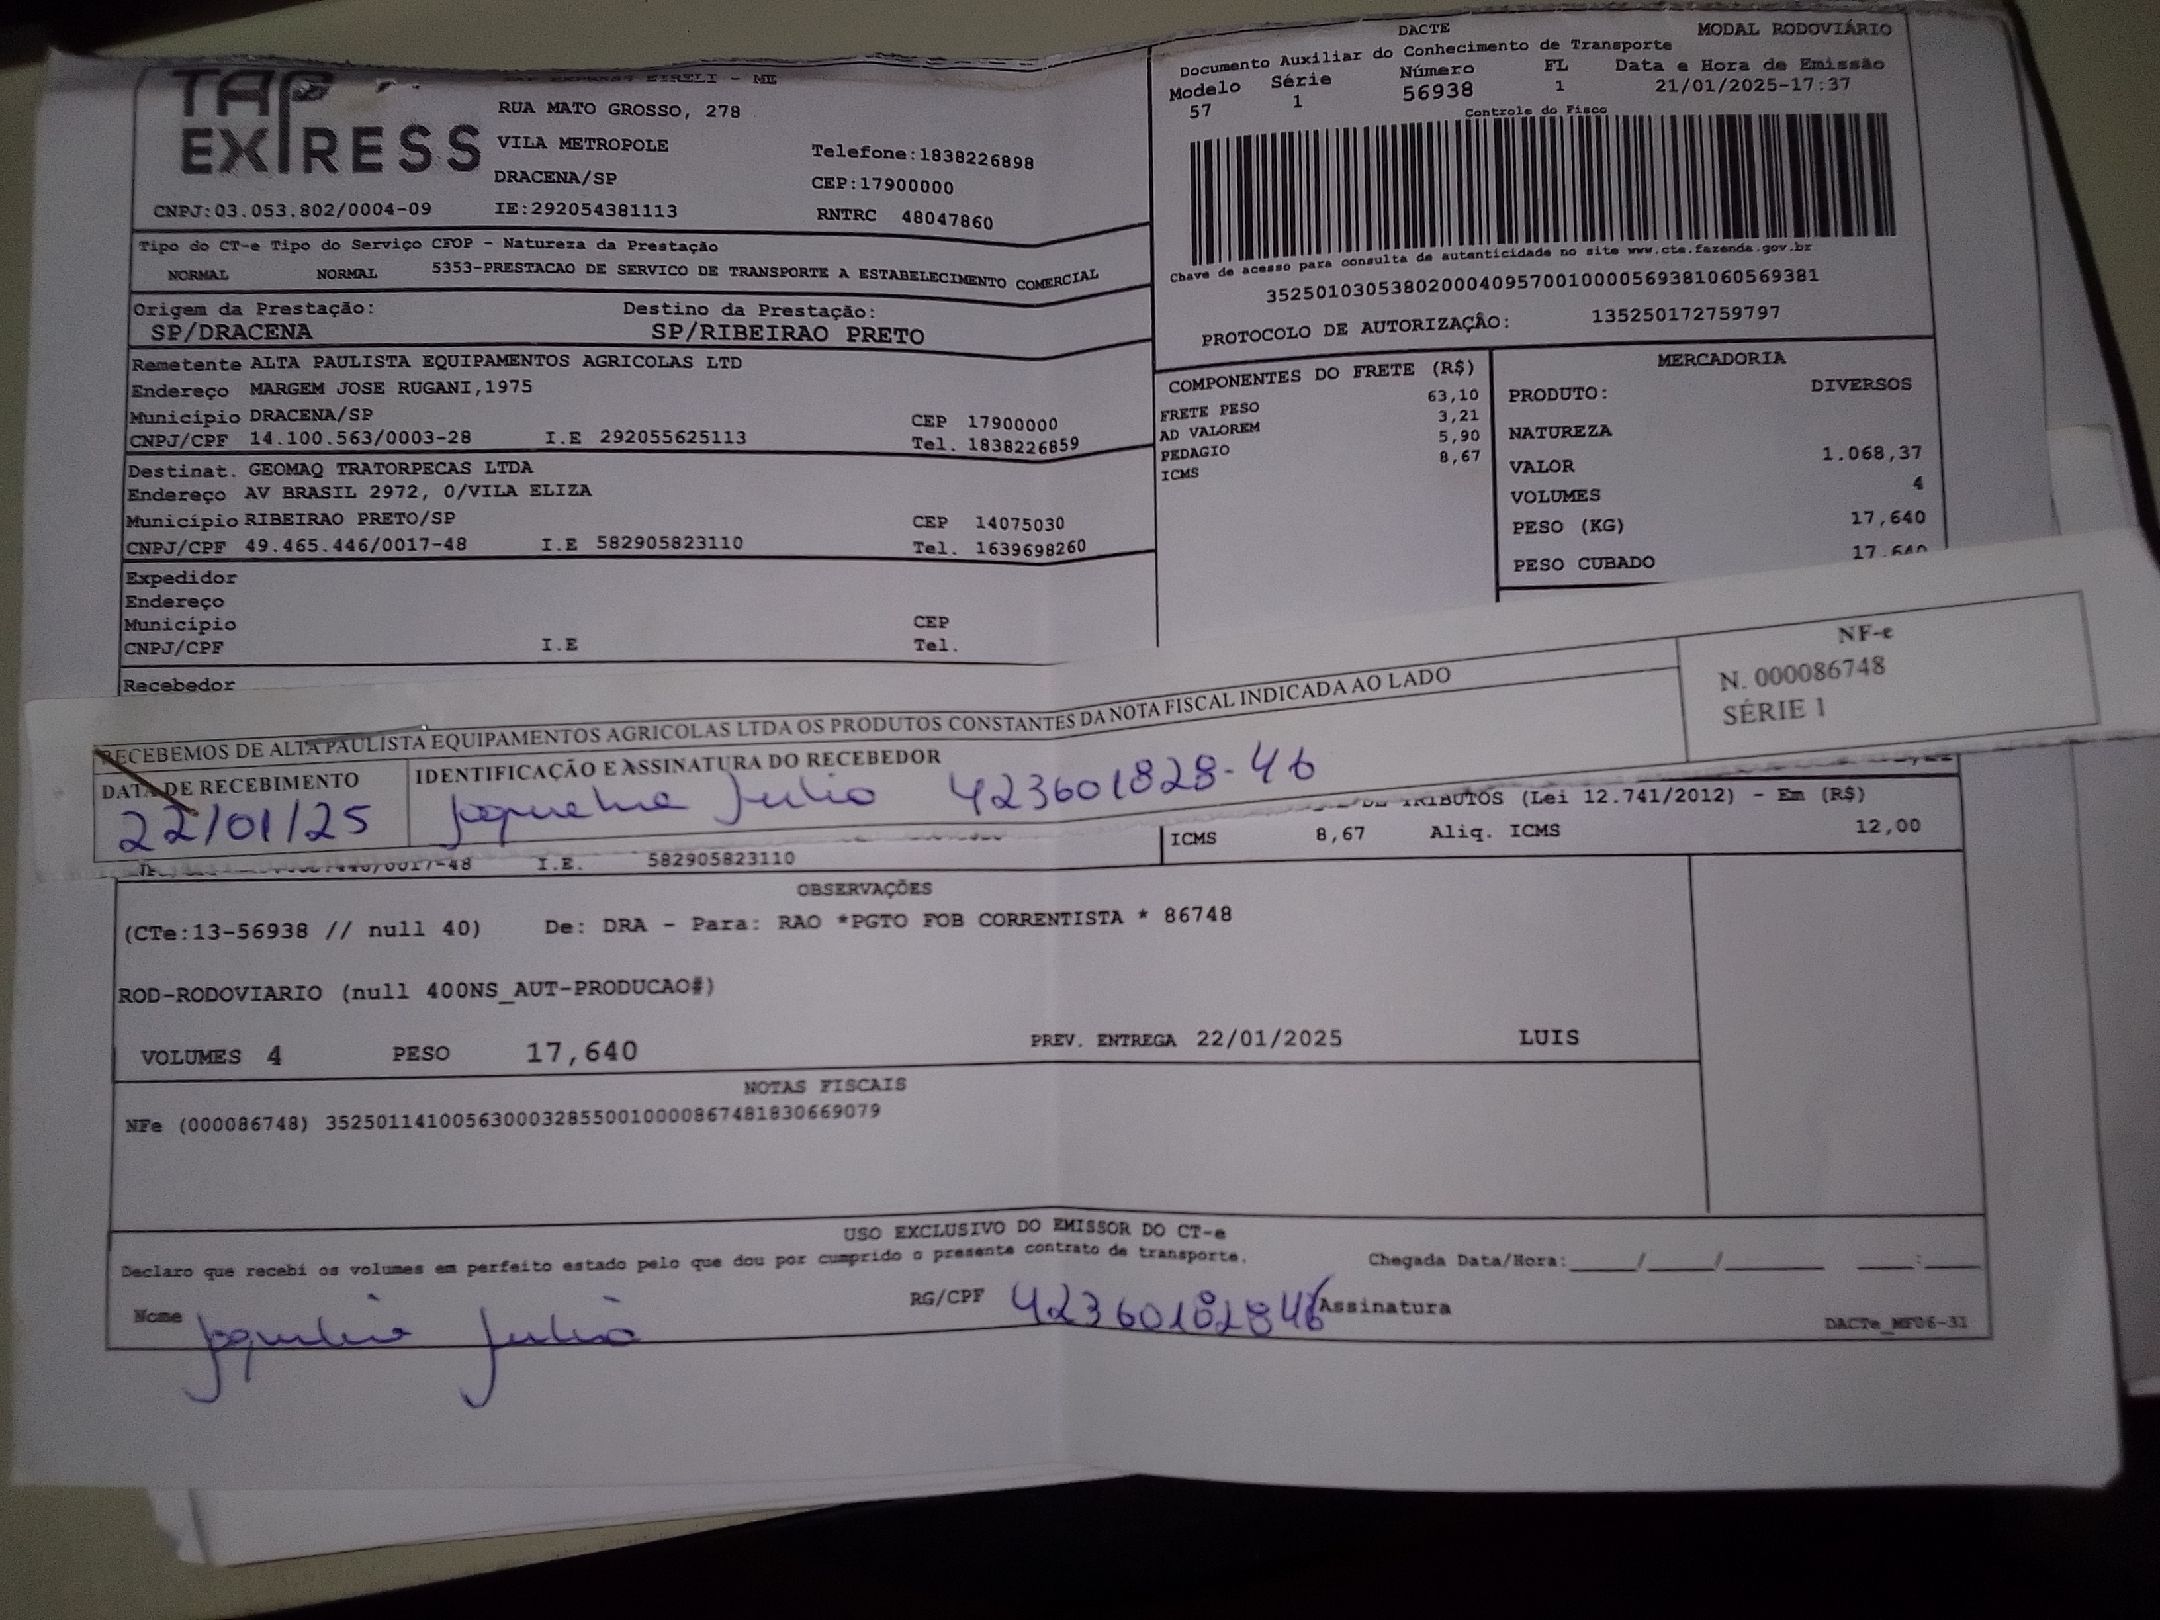 TAP EXPRESS
TAP EXPRESS EIRELI - ME
RUA MATO GROSSO, 278
VILA METROPOLE
Telefone:1838226898
DRACENA/SP
CEP:17900000
CNPJ:03.053.802/0004-09
IE:292054381113
RNTRC 48047860
DACTE
MODAL RODOVIÁRIO
Documento Auxiliar do Conhecimento de Transporte
Modelo Série Número FL Data e Hora de Emissão
57 1 56938 1 21/01/2025-17:37
Controle do Fisco
Chave de acesso para consulta de autenticidade no site www.cte.fazenda.gov.br
35250103053802000409570010000569381060569381
PROTOCOLO DE AUTORIZAÇÃO: 135250172759797
Tipo do CT-e Tipo do Serviço CFOP - Natureza da Prestação
NORMAL NORMAL 5353-PRESTACAO DE SERVICO DE TRANSPORTE A ESTABELECIMENTO COMERCIAL
Origem da Prestação: Destino da Prestação:
SP/DRACENA SP/RIBEIRAO PRETO
Remetente ALTA PAULISTA EQUIPAMENTOS AGRICOLAS LTD
Endereço MARGEM JOSE RUGANI,1975
Município DRACENA/SP CEP 17900000
CNPJ/CPF 14.100.563/0003-28 I.E 292055625113 Tel. 1838226859
Destinat. GEOMAQ TRATORPECAS LTDA
Endereço AV BRASIL 2972, 0/VILA ELIZA
Município RIBEIRAO PRETO/SP CEP 14075030
CNPJ/CPF 49.465.446/0017-48 I.E 582905823110 Tel. 1639698260
Expedidor
Endereço
Município CEP
CNPJ/CPF I.E Tel.
Recebedor
COMPONENTES DO FRETE (R$)
FRETE PESO 63,10
AD VALOREM 3,21
PEDAGIO 5,90
ICMS 8,67
MERCADORIA
PRODUTO: DIVERSOS
NATUREZA
VALOR 1.068,37
VOLUMES 4
PESO (KG) 17,640
PESO CUBADO 17,640
RECEBEMOS DE ALTA PAULISTA EQUIPAMENTOS AGRICOLAS LTDA OS PRODUTOS CONSTANTES DA NOTA FISCAL INDICADA AO LADO
NF-e
N. 000086748
SÉRIE 1
DATA DE RECEBIMENTO
22/01/25
IDENTIFICAÇÃO E ASSINATURA DO RECEBEDOR
Julio 423601828-46
DE TRIBUTOS (Lei 12.741/2012) - Em (R$)
ICMS 8,67 Aliq. ICMS 12,00
/0017-48 I.E. 582905823110
OBSERVAÇÕES
(CTe:13-56938 // null 40) De: DRA - Para: RAO *PGTO FOB CORRENTISTA * 86748
ROD-RODOVIARIO (null 400NS_AUT-PRODUCAO#)
VOLUMES 4 PESO 17,640 PREV. ENTREGA 22/01/2025 LUIS
NOTAS FISCAIS
NFe (000086748) 35250114100563000328550010000867481830669079
USO EXCLUSIVO DO EMISSOR DO CT-e
Declaro que recebi os volumes em perfeito estado pelo que dou por cumprido o presente contrato de transporte. Chegada Data/Hora:____/____/______ ___:___
Nome Julio RG/CPF 42360182846 Assinatura
DACTe_MF06-31